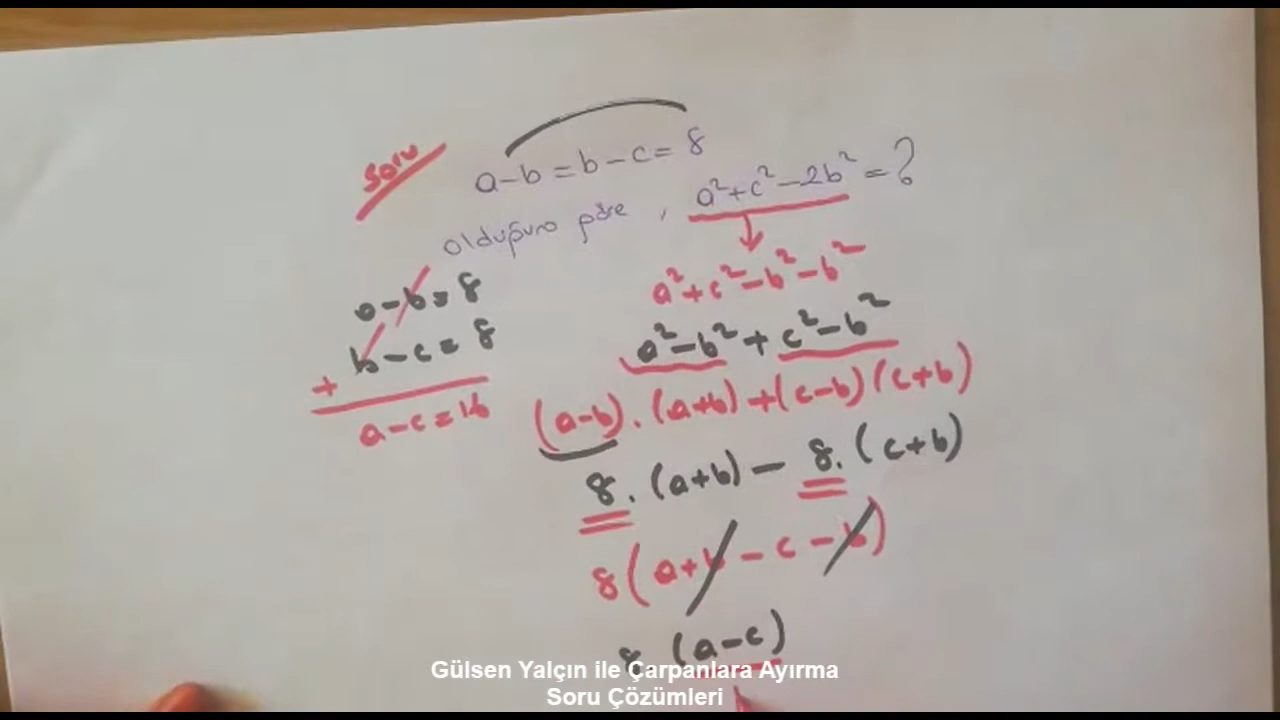 Soru
a-b=b-c=8
olduğuna göre, a²+c²-2b²=?
a-b=8
b-c=8
+
a-c=16
a²+c²-b²-b²
a²-b²+c²-b²
(a-b).(a+b)+(c-b)(c+b)
8.(a+b)-8.(c+b)
8(a+b-c-b)
8 (a-c)
Gülsen Yalçın ile Çarpanlara Ayırma
Soru Çözümleri